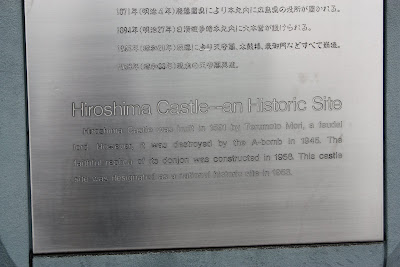 1871年(明治4年)廃藩置県により本丸内に広島県の役所が置かれる。
1894年(明治27年)日清戦争時本丸内に大本営が設けられる。
1945年(昭和20年)原爆により天守閣、太鼓櫓、表御門などすべて崩壊。
1958年(昭和33年)現在の天守閣再建。
Hiroshima Castle--an Historic Site
Hiroshima Castle was built in 1591 by Terumoto Mori, a feudal
lord. However, it was destroyed by the A-bomb in 1945. The
faithful replica of its donjon was constructed in 1958. This castle
site was designated as a national historic site in 1953.